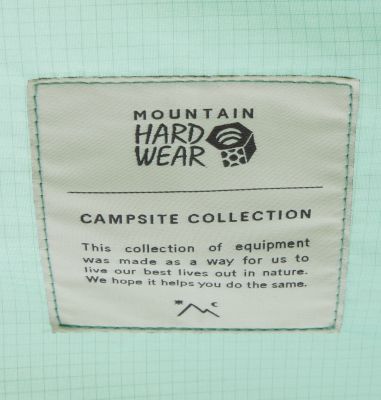 MOUNTAIN
HARD
WEAR
CAMPSITE COLLECTION
This collection of equipment
was made as a way for us to
live our best lives out in nature.
We hope it helps you do the same.